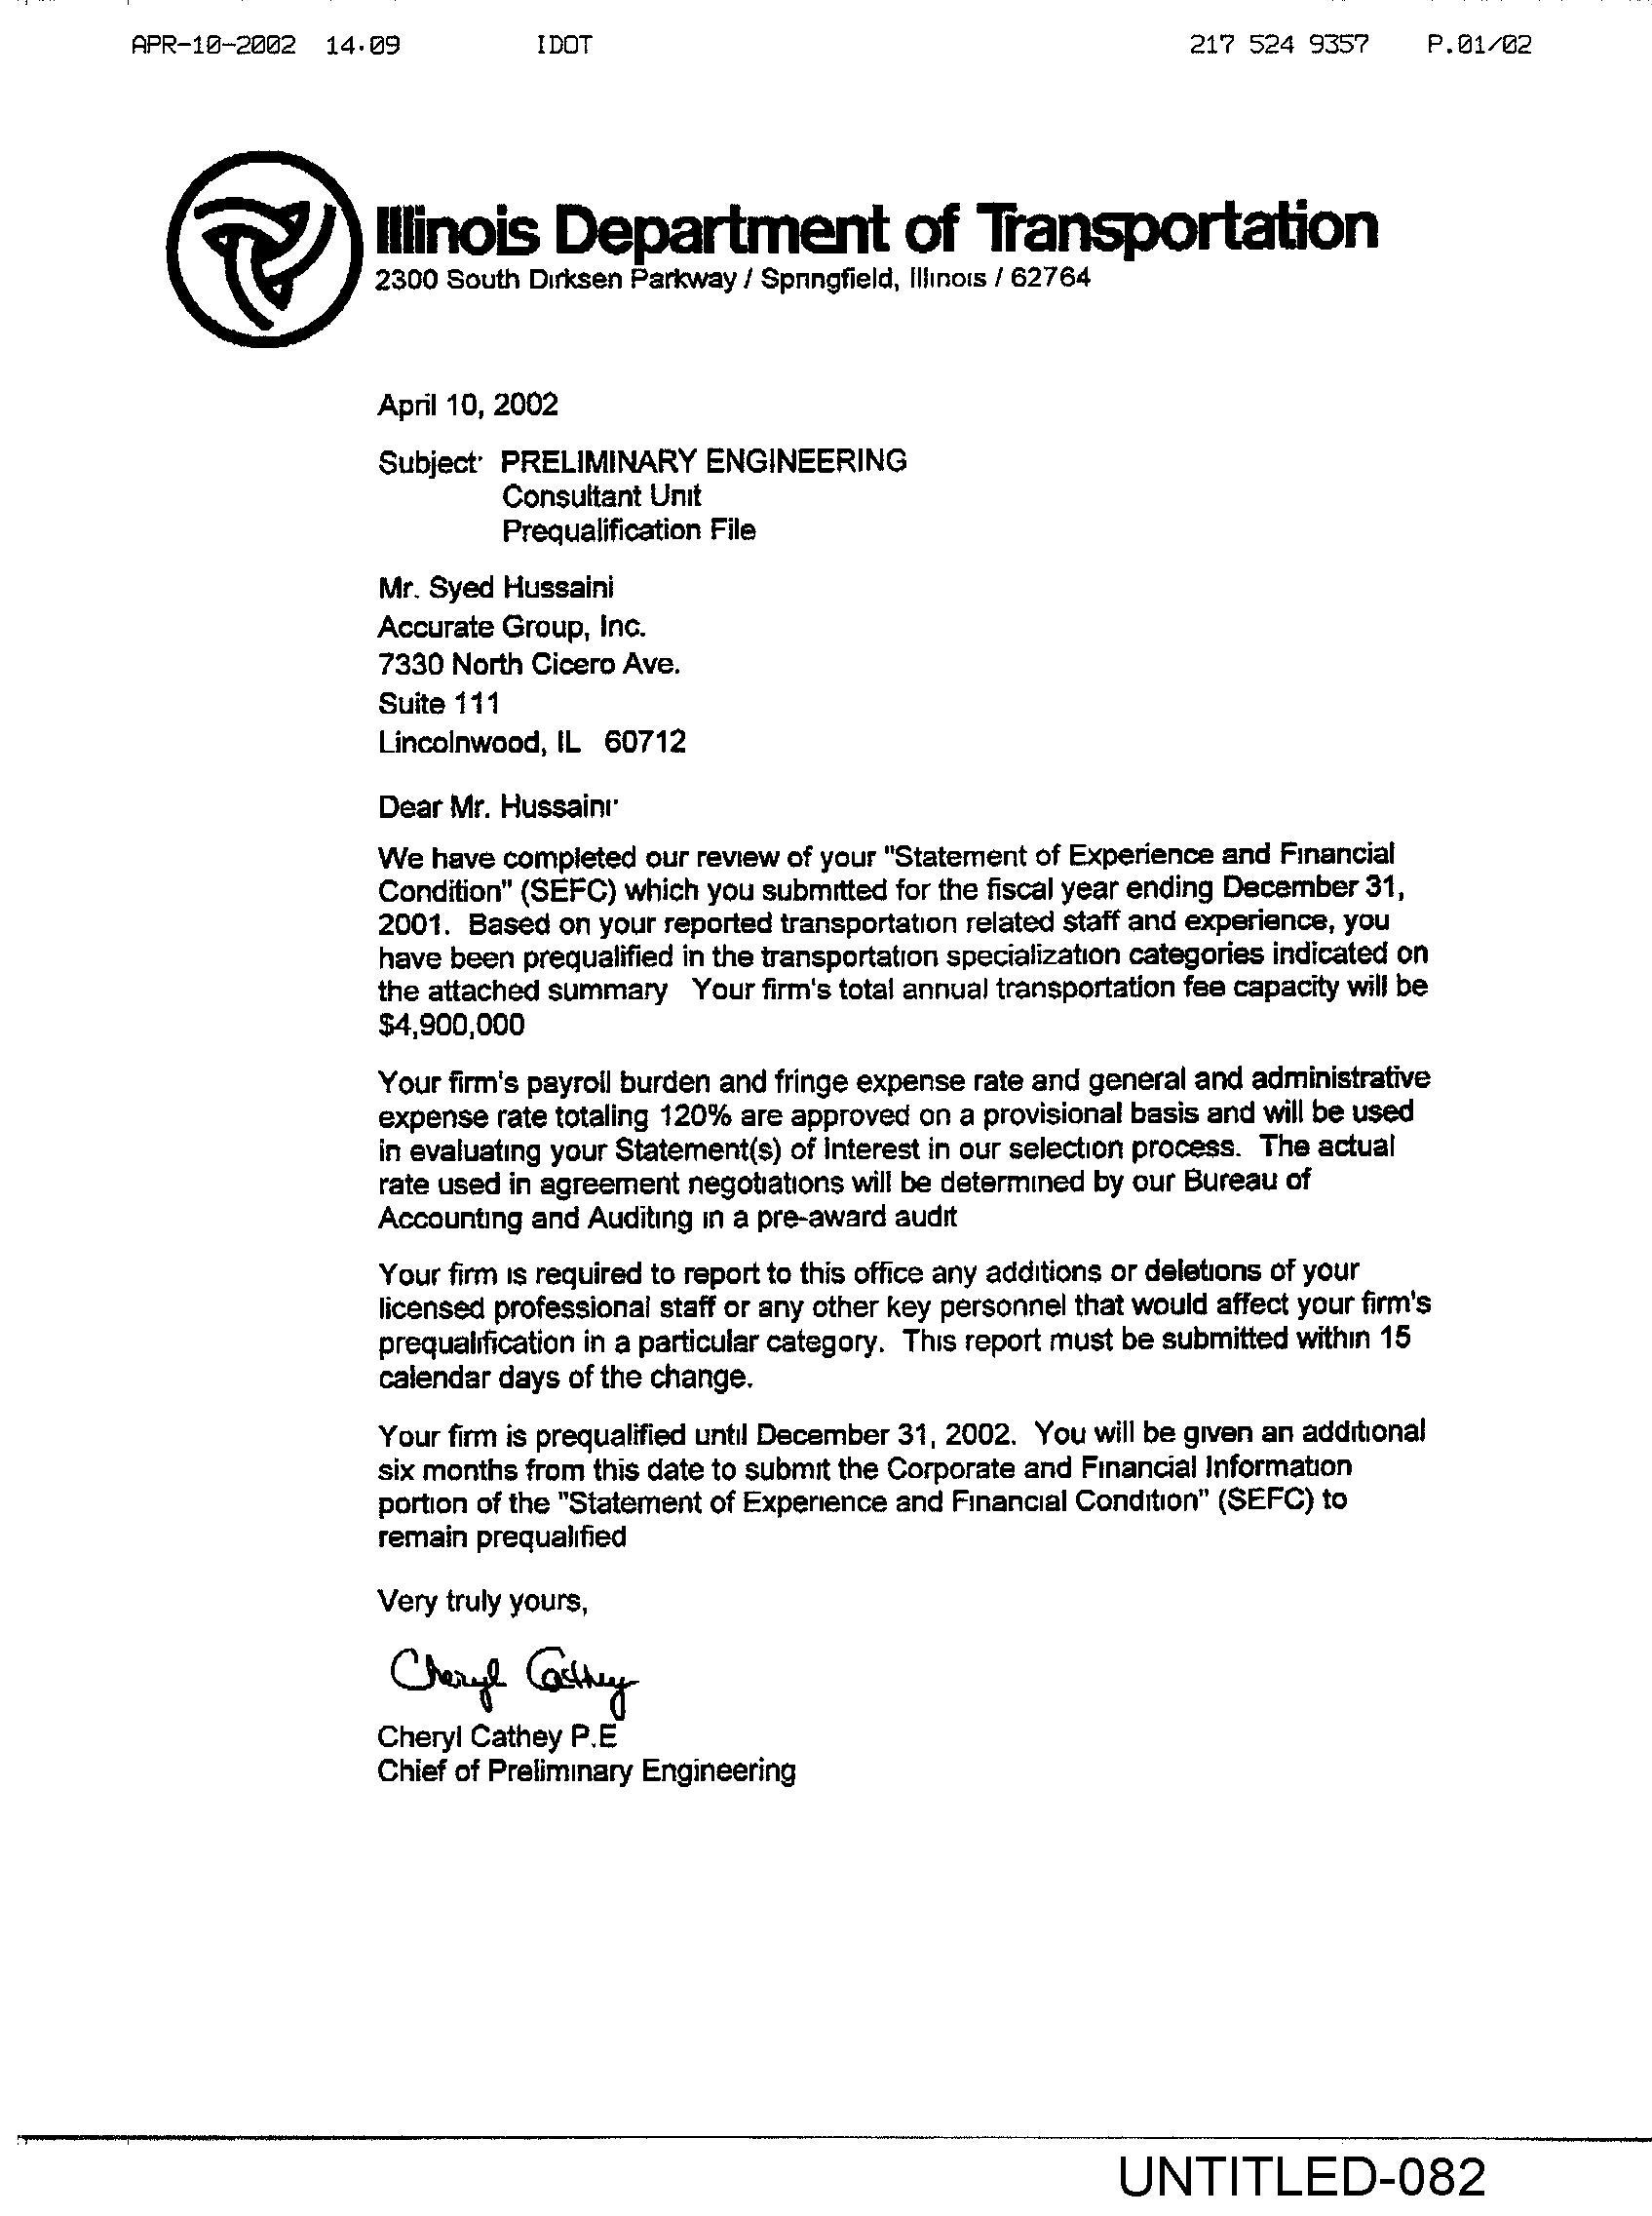 APR-10-2002 14.09 IDOT 217 524 9357 P.01/02
Illinois Department of Transportation
2300 South Dirksen Parkway / Springfield, Illinois / 62764
April 10, 2002
Subject: PRELIMINARY ENGINEERING
Consultant Unit
Prequalification File
Mr. Syed Hussaini
Accurate Group, Inc.
7330 North Cicero Ave.
Suite 111
Lincolnwood, IL 60712
Dear Mr. Hussaini:
We have completed our review of your "Statement of Experience and Financial
Condition" (SEFC) which you submitted for the fiscal year ending December 31,
2001. Based on your reported transportation related staff and experience, you
have been prequalified in the transportation specialization categories indicated on
the attached summary Your firm's total annual transportation fee capacity will be
$4,900,000
Your firm's payroll burden and fringe expense rate and general and administrative
expense rate totaling 120% are approved on a provisional basis and will be used
in evaluating your Statement(s) of Interest in our selection process. The actual
rate used in agreement negotiations will be determined by our Bureau of
Accounting and Auditing in a pre-award audit
Your firm is required to report to this office any additions or deletions of your
licensed professional staff or any other key personnel that would affect your firm's
prequalification in a particular category. This report must be submitted within 15
calendar days of the change.
Your firm is prequalified until December 31, 2002. You will be given an additional
six months from this date to submit the Corporate and Financial Information
portion of the "Statement of Experience and Financial Condition" (SEFC) to
remain prequalified
Very truly yours,
Cheryl Cathey
Cheryl Cathey P.E
Chief of Preliminary Engineering
UNTITLED-082